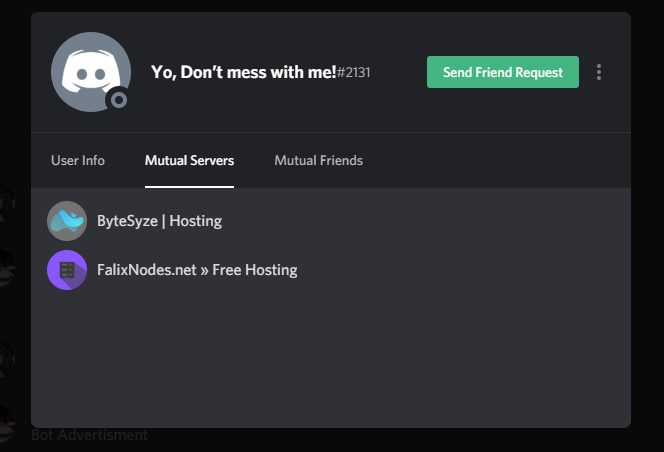 Yo, Don’t mess with me!#2131
Send Friend Request
User Info
Mutual Servers
Mutual Friends
ByteSyze | Hosting
FalixNodes.net » Free Hosting
Bot Advertisment